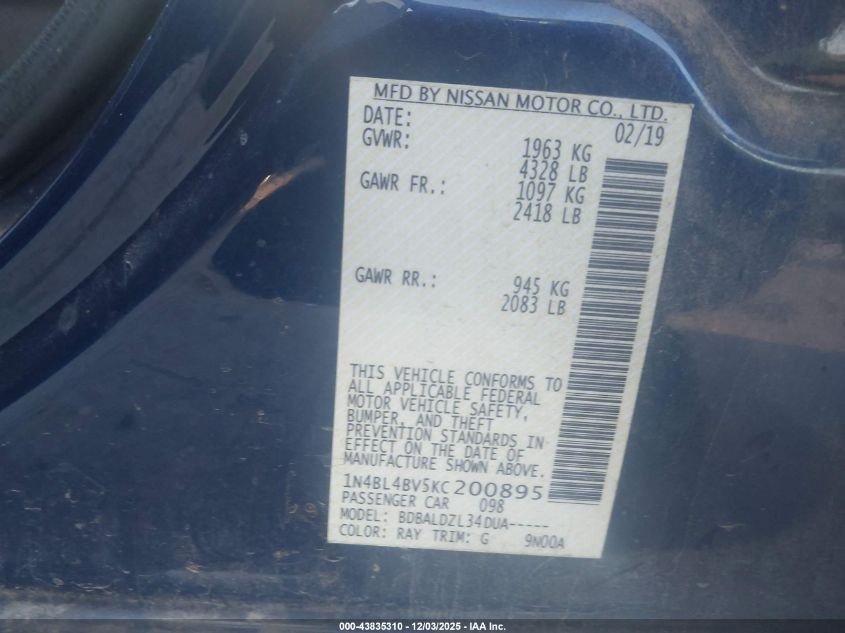 MFD BY NISSAN MOTOR CO., LTD.
DATE: 02/19
GVWR: 1963 KG
4328 LB
GAWR FR.: 1097 KG
2418 LB
GAWR RR.: 945 KG
2083 LB
THIS VEHICLE CONFORMS TO
ALL APPLICABLE FEDERAL
MOTOR VEHICLE SAFETY,
BUMPER, AND THEFT
PREVENTION STANDARDS IN
EFFECT ON THE DATE OF
MANUFACTURE SHOWN ABOVE.
1N4BL4BV5KC200895
PASSENGER CAR 098
MODEL: BDBALDZL34DUA-----
COLOR: RAY TRIM: G 9N00A
000-43835310 - 12/03/2025 - IAA Inc.